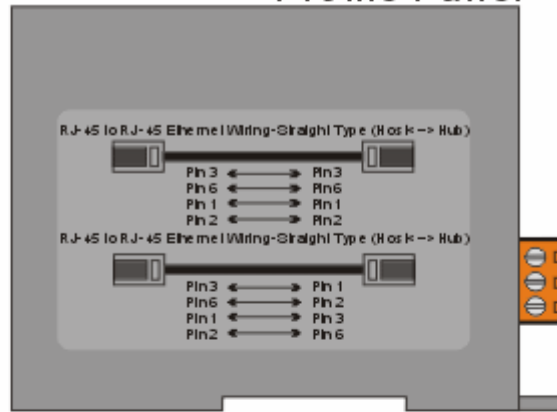 RJ-45 to RJ-45 Ethernet Wiring-Straight Type (Host <--> Hub)
Pin 3 Pin 3
Pin 6 Pin 6
Pin 1 Pin 1
Pin 2 Pin 2
RJ-45 to RJ-45 Ethernet Wiring-Straight Type (Host <--> Hub)
Pin 3 Pin 1
Pin 6 Pin 2
Pin 1 Pin 3
Pin 2 Pin 6